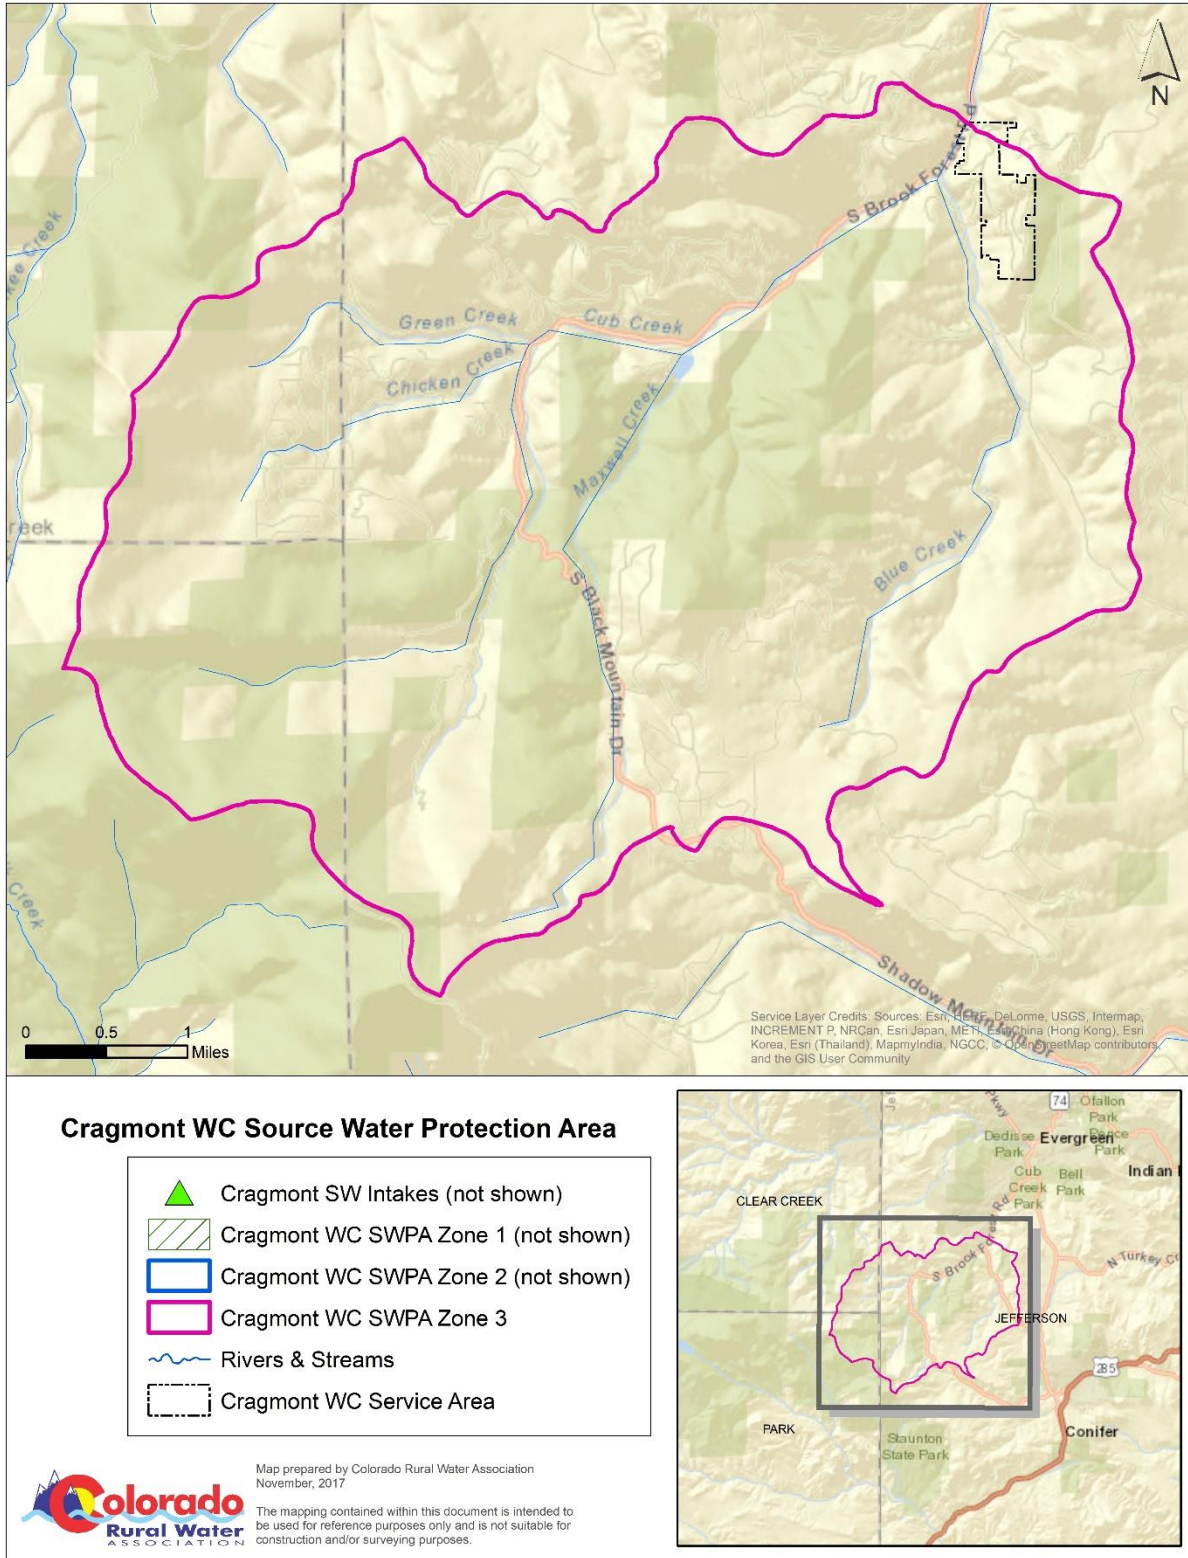 N
S Brook Forest Rd
Green Creek
Cub Creek
Chicken Creek
Maxwell Creek
Blue Creek
reek
kee Creek
S Black Mountain Dr
Creek
Shadow Mountain Dr
0 0.5 1
Miles
Service Layer Credits: Sources: Esri, HERE, DeLorme, USGS, Intermap,
INCREMENT P, NRCan, Esri Japan, METI, Esri China (Hong Kong), Esri
Korea, Esri (Thailand), MapmyIndia, NGCC, © OpenStreetMap contributors,
and the GIS User Community
Cragmont WC Source Water Protection Area
Cragmont SW Intakes (not shown)
Cragmont WC SWPA Zone 1 (not shown)
Cragmont WC SWPA Zone 2 (not shown)
Cragmont WC SWPA Zone 3
Rivers & Streams
Cragmont WC Service Area
Colorado
Rural Water
ASSOCIATION
Map prepared by Colorado Rural Water Association
November, 2017
The mapping contained within this document is intended to
be used for reference purposes only and is not suitable for
construction and/or surveying purposes.
Pkwy
74
Ofallon
Park
Pence
Park
Dedisse
Park
Evergreen
Cub
Creek
Park
Bell
Park
Indian
CLEAR CREEK
S Brook Forest Rd
N Turkey C
JEFFERSON
285
PARK
Staunton
State Park
Conifer